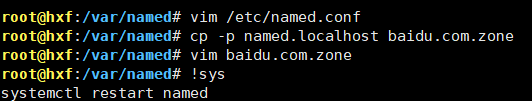 root@hxf:/var/named# vim /etc/named.conf
root@hxf:/var/named# cp -p named.localhost baidu.com.zone
root@hxf:/var/named# vim baidu.com.zone
root@hxf:/var/named# !sys
systemctl restart named